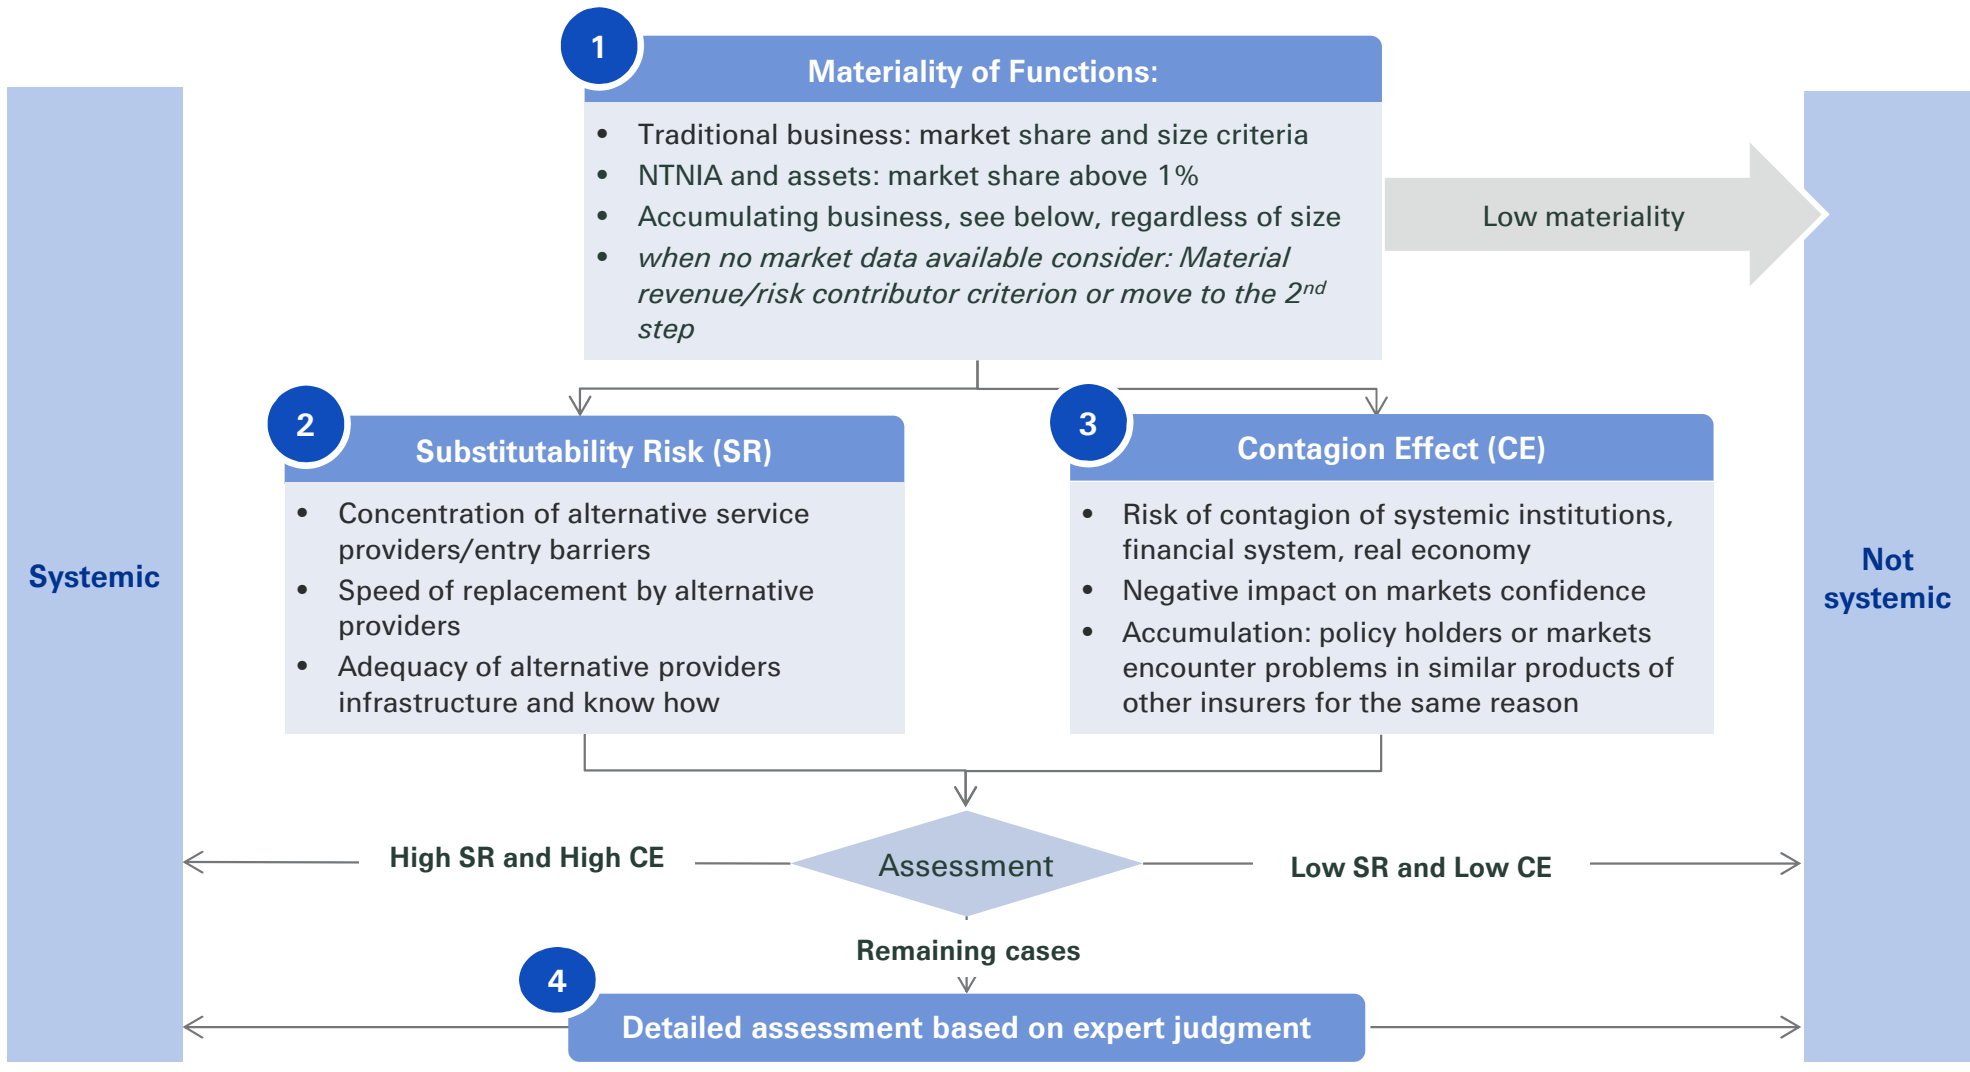 1
Materiality of Functions:
• Traditional business: market share and size criteria
• NTNIA and assets: market share above 1%
• Accumulating business, see below, regardless of size
• when no market data available consider: Material
revenue/risk contributor criterion or move to the 2nd
step
Low materiality
2
Substitutability Risk (SR)
• Concentration of alternative service
providers/entry barriers
• Speed of replacement by alternative
providers
• Adequacy of alternative providers
infrastructure and know how
3
Contagion Effect (CE)
• Risk of contagion of systemic institutions,
financial system, real economy
• Negative impact on markets confidence
• Accumulation: policy holders or markets
encounter problems in similar products of
other insurers for the same reason
Systemic
Not
systemic
High SR and High CE
Assessment
Low SR and Low CE
Remaining cases
4
Detailed assessment based on expert judgment